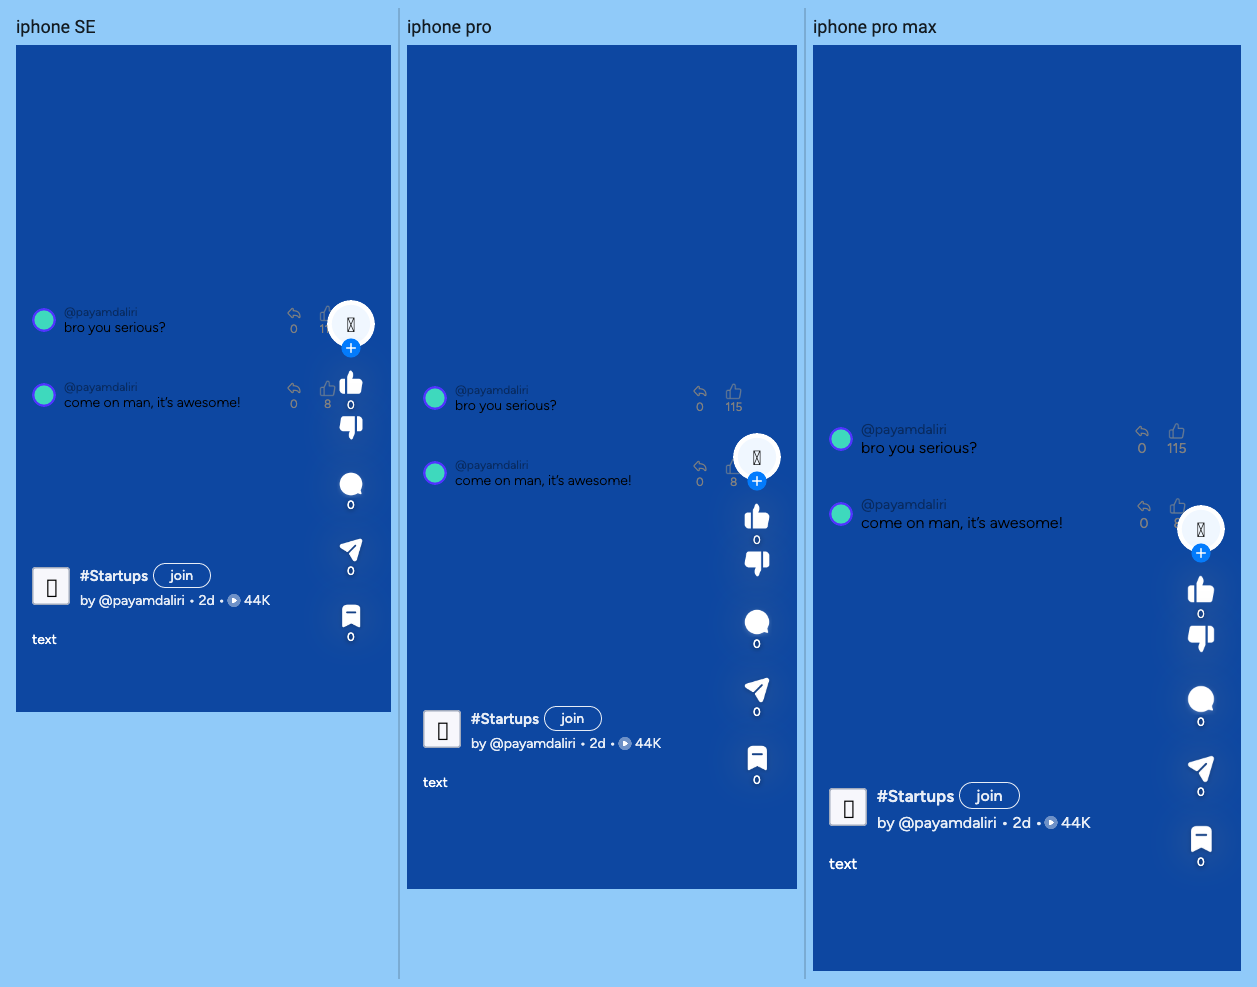 iphone SE
@payamdaliri
bro you serious?
0
@payamdaliri
come on man, it's awesome!
0
8
0
0
0
0
#Startups
join
by @payamdaliri • 2d • 44K
text
iphone pro
@payamdaliri
bro you serious?
0
115
@payamdaliri
come on man, it's awesome!
0
8
0
0
0
0
#Startups
join
by @payamdaliri • 2d • 44K
text
iphone pro max
@payamdaliri
bro you serious?
0
115
@payamdaliri
come on man, it's awesome!
0
0
0
0
0
#Startups
join
by @payamdaliri • 2d • 44K
text